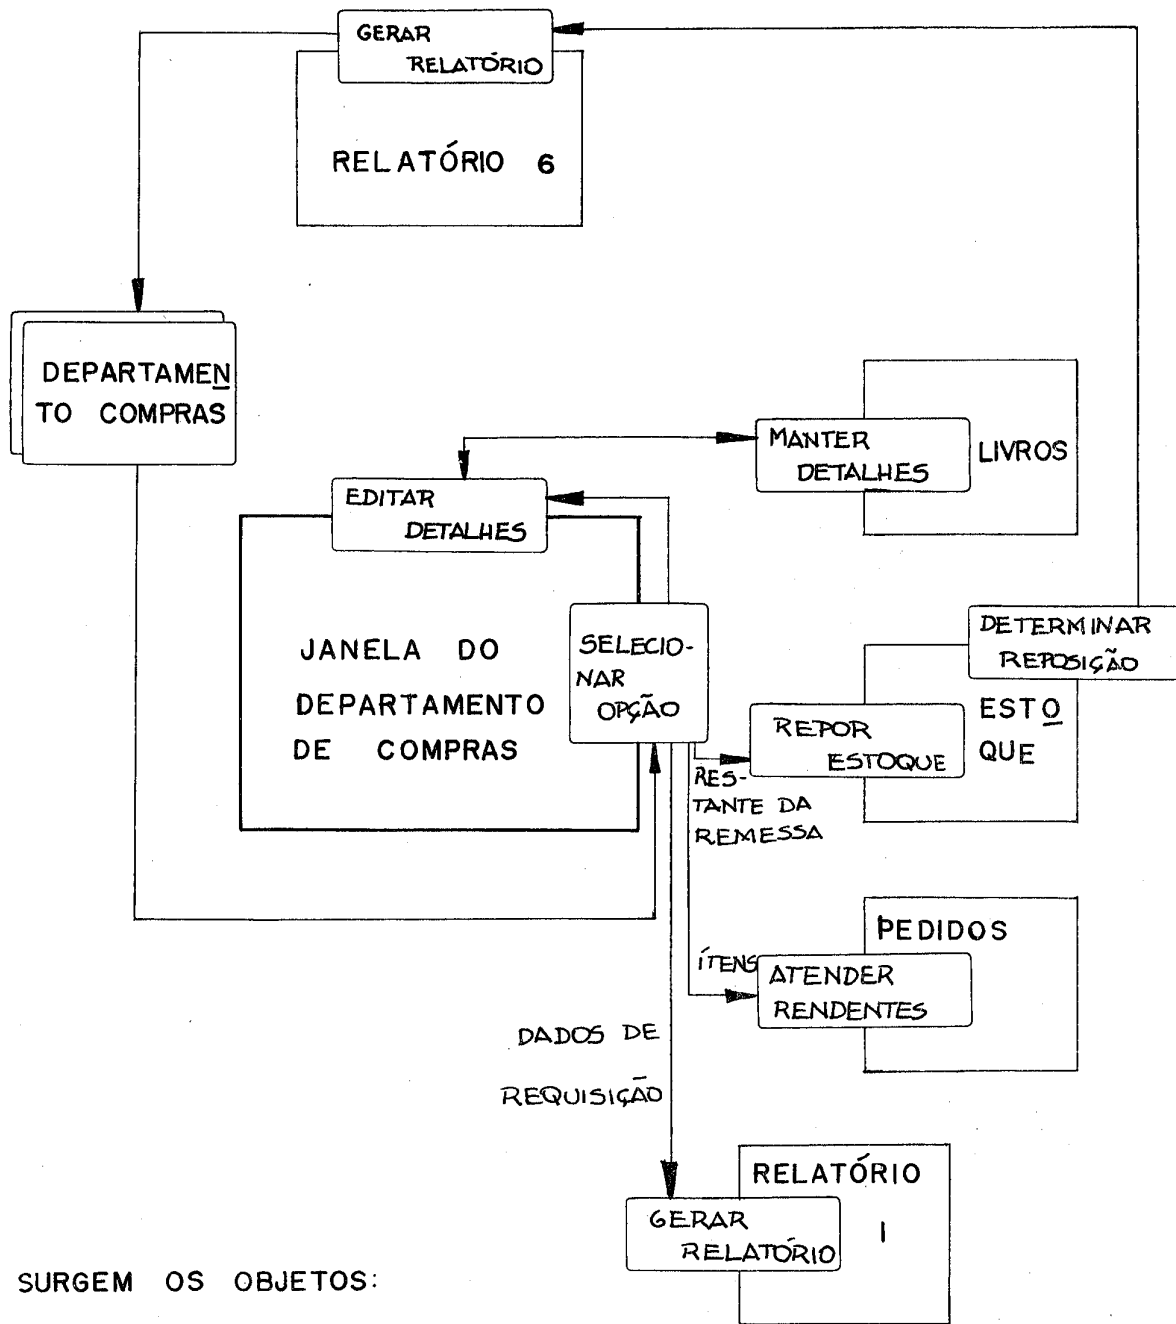 GERAR
RELATÓRIO
RELATÓRIO 6
DEPARTAMEN
TO COMPRAS
MANTER
DETALHES
LIVROS
EDITAR
DETALHES
JANELA DO
DEPARTAMENTO
DE COMPRAS
SELECIO-
NAR
OPÇÃO
DETERMINAR
REPOSIÇÃO
ESTO
QUE
REPOR
ESTOQUE
RES-
TANTE DA
REMESSA
PEDIDOS
ÍTENS
ATENDER
RENDENTES
DADOS DE
REQUISIÇÃO
RELATÓRIO
1
GERAR
RELATÓRIO
SURGEM OS OBJETOS: